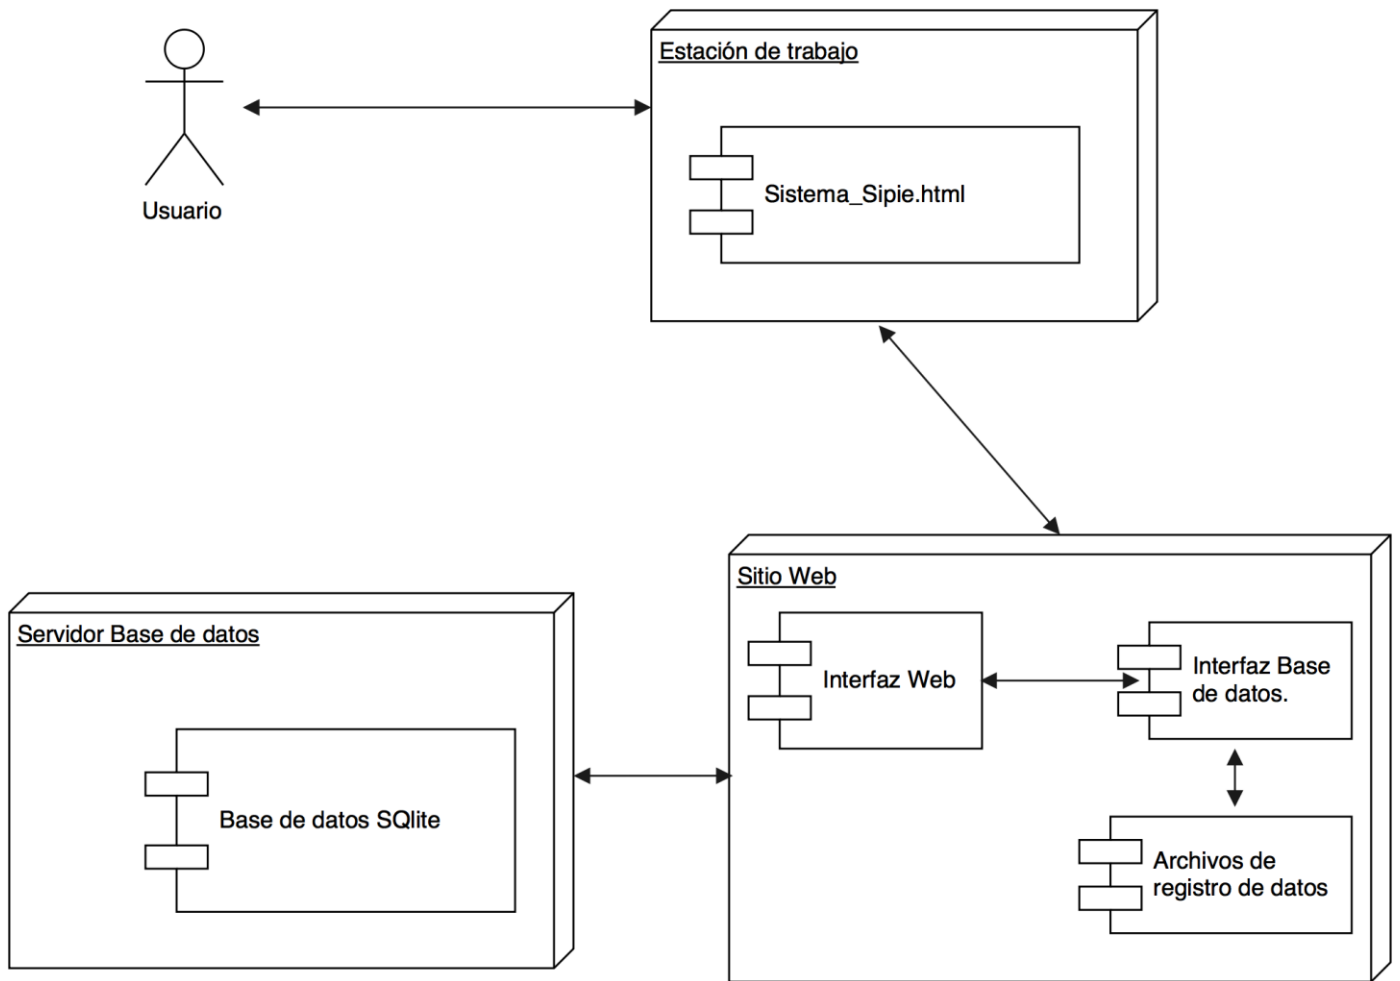 Estación de trabajo
Sistema_Sipie.html
Usuario
Sitio Web
Interfaz Web
Interfaz Base
de datos.
Archivos de
registro de datos
Servidor Base de datos
Base de datos SQlite